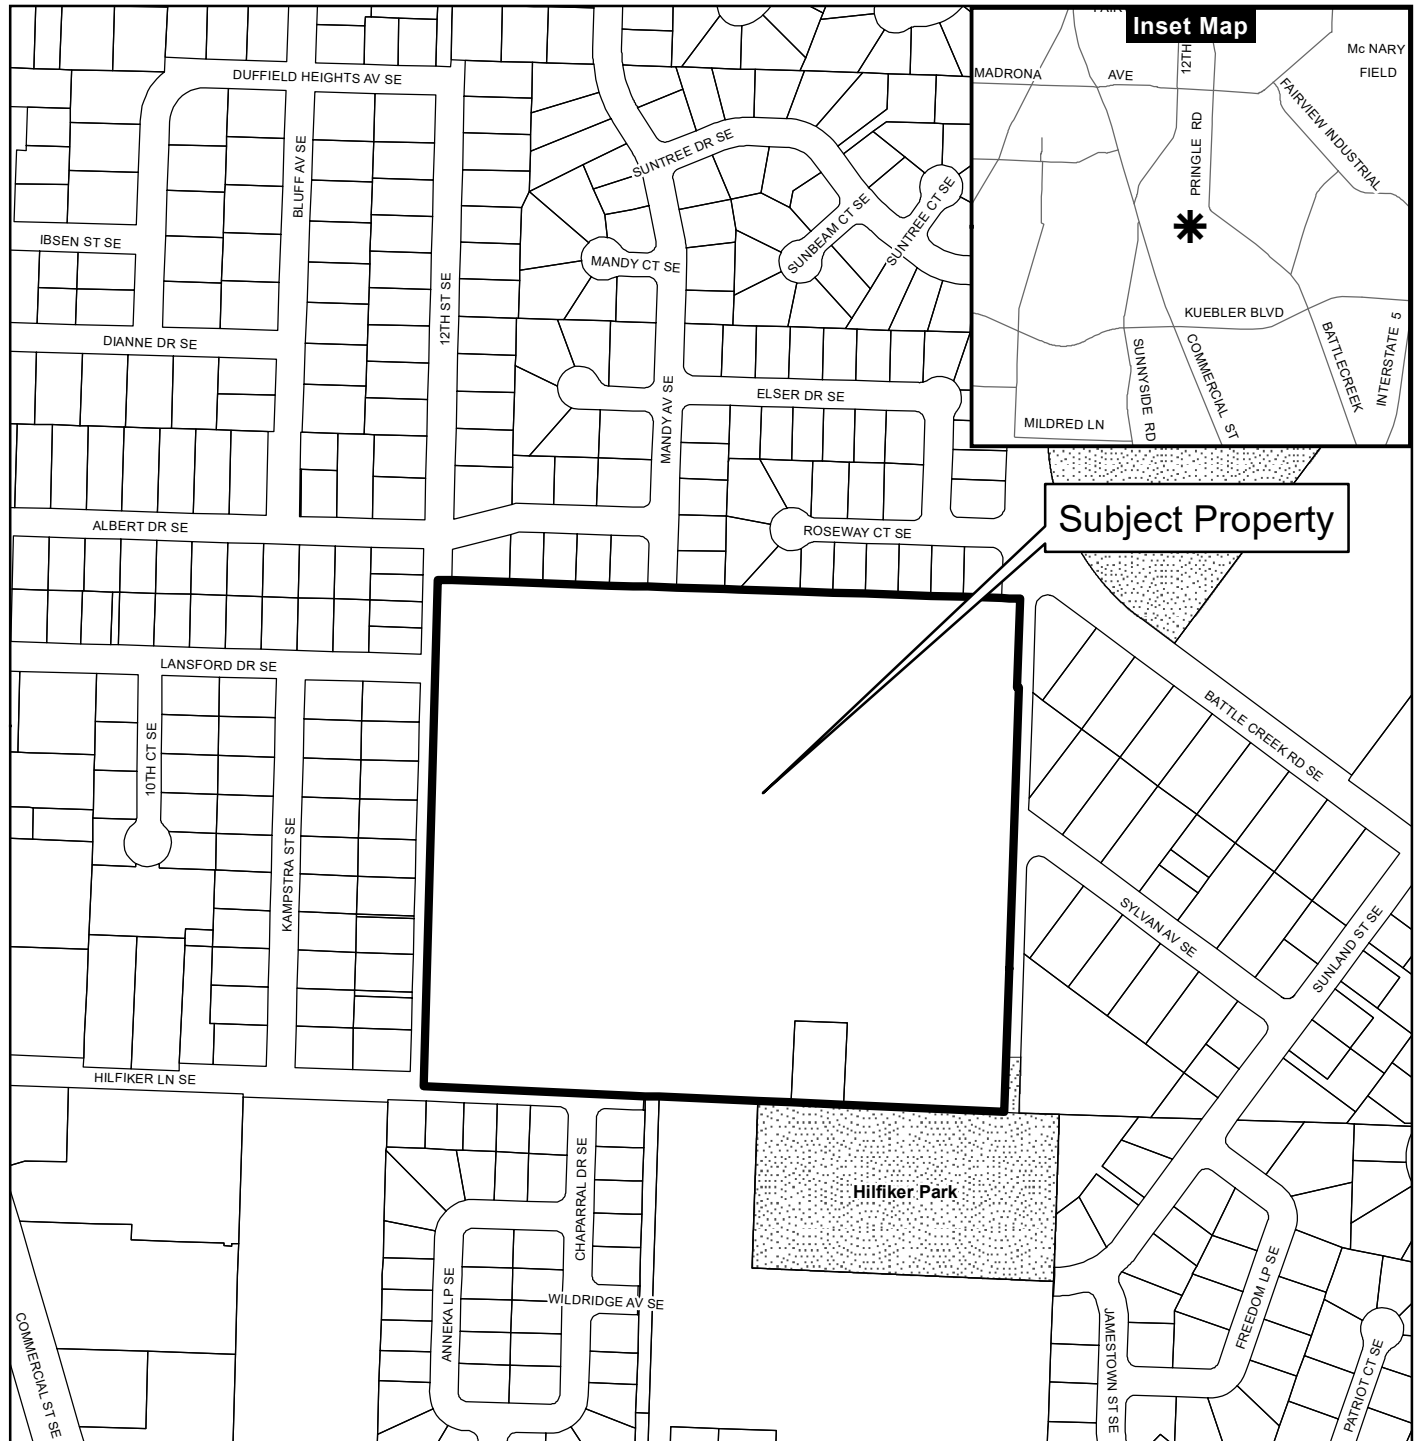 Inset Map
12TH
Mc NARY
FIELD
MADRONA AVE
FAIRVIEW INDUSTRIAL
PRINGLE RD
KUEBLER BLVD
SUNNYSIDE RD
COMMERCIAL ST
BATTLECREEK
INTERSTATE 5
MILDRED LN
DUFFIELD HEIGHTS AV SE
BLUFF AV SE
SUNTREE DR SE
SUNBEAM CT SE
SUNTREE CT SE
IBSEN ST SE
MANDY CT SE
12TH ST SE
DIANNE DR SE
MANDY AV SE
ELSER DR SE
ALBERT DR SE
ROSEWAY CT SE
Subject Property
LANSFORD DR SE
10TH CT SE
KAMPSTRA ST SE
BATTLE CREEK RD SE
SYLVAN AV SE
SUNLAND ST SE
HILFIKER LN SE
CHAPARRAL DR SE
Hilfiker Park
ANNEKA LP SE
WILDRIDGE AV SE
FREEDOM LP SE
JAMESTOWN ST SE
PATRIOT CT SE
COMMERCIAL ST SE